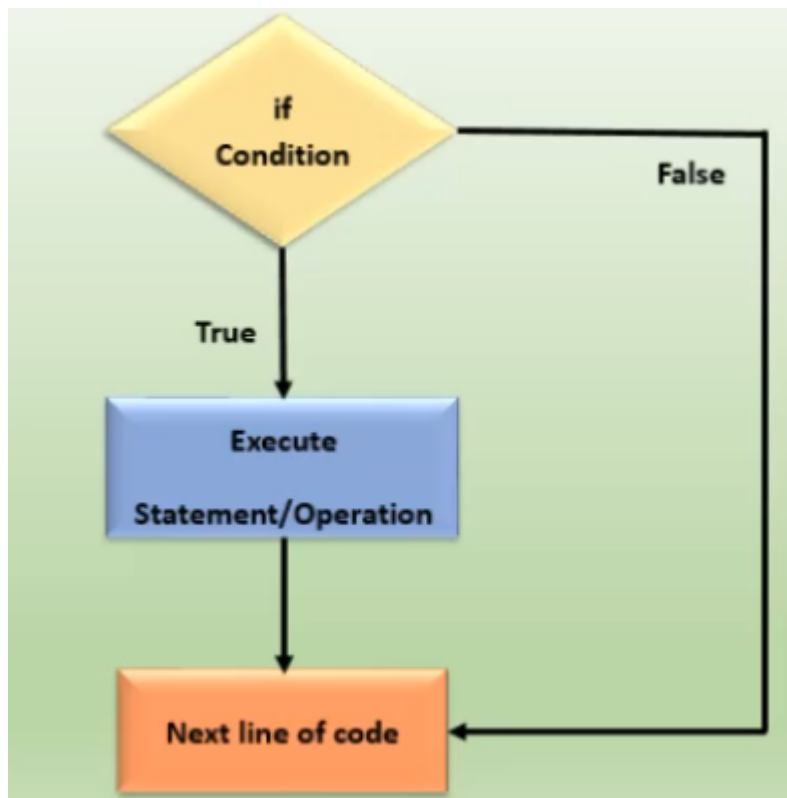 if
Condition
False
True
Execute
Statement/Operation
Next line of code